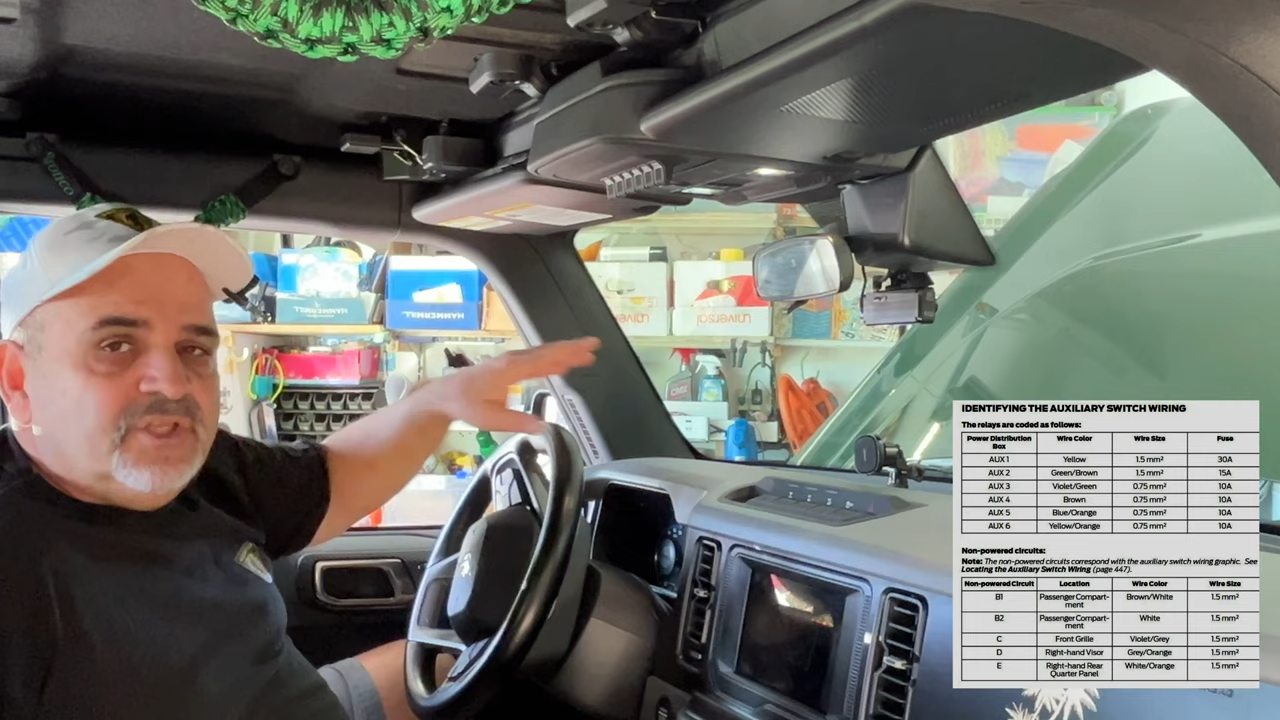 IDENTIFYING THE AUXILIARY SWITCH WIRING
The relays are coded as follows:
Power Distribution Box Wire Color Wire Size Fuse
AUX 1 Yellow 1.5 mm² 30A
AUX 2 Green/Brown 1.5 mm² 15A
AUX 3 Violet/Green 0.75 mm² 10A
AUX 4 Brown 0.75 mm² 10A
AUX 5 Blue/Orange 0.75 mm² 10A
AUX 6 Yellow/Orange 0.75 mm² 10A
Non-powered circuits:
Note: The non-powered circuits correspond with the auxiliary switch wiring graphic. See
Locating the Auxiliary Switch Wiring (page 447).
Non-powered Circuit Location Wire Color Wire Size
B1 Passenger Compart-ment Brown/White 1.5 mm²
B2 Passenger Compart-ment White 1.5 mm²
C Front Grille Violet/Grey 1.5 mm²
D Right-hand Visor Grey/Orange 1.5 mm²
E Right-hand Rear Quarter Panel White/Orange 1.5 mm²
HAMMERMILL
HAMMERMILL
universal
universal